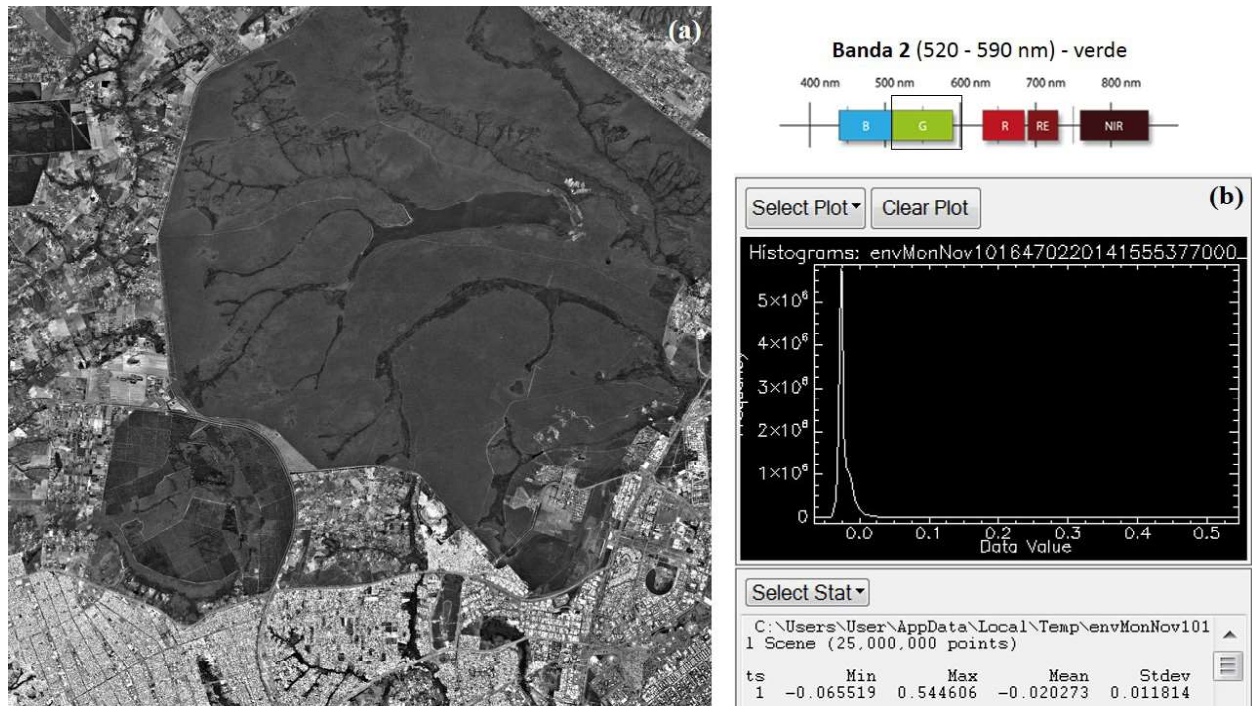 (a)
Banda 2 (520 - 590 nm) - verde
400 nm 500 nm 600 nm 700 nm 800 nm
B G R RE NIR
(b)
Select Plot Clear Plot
Histograms: envMonNov10164702201415553770​00
5×10⁶
4×10⁶
3×10⁶
2×10⁶
1×10⁶
0
0.0 0.1 0.2 0.3 0.4 0.5
Data Value
Select Stat
C:\Users\User\AppData\Local\Temp\envMonNov101
l Scene (25,000,000 points)
ts Min Max Mean Stdev
1 -0.065519 0.544606 -0.020273 0.011814